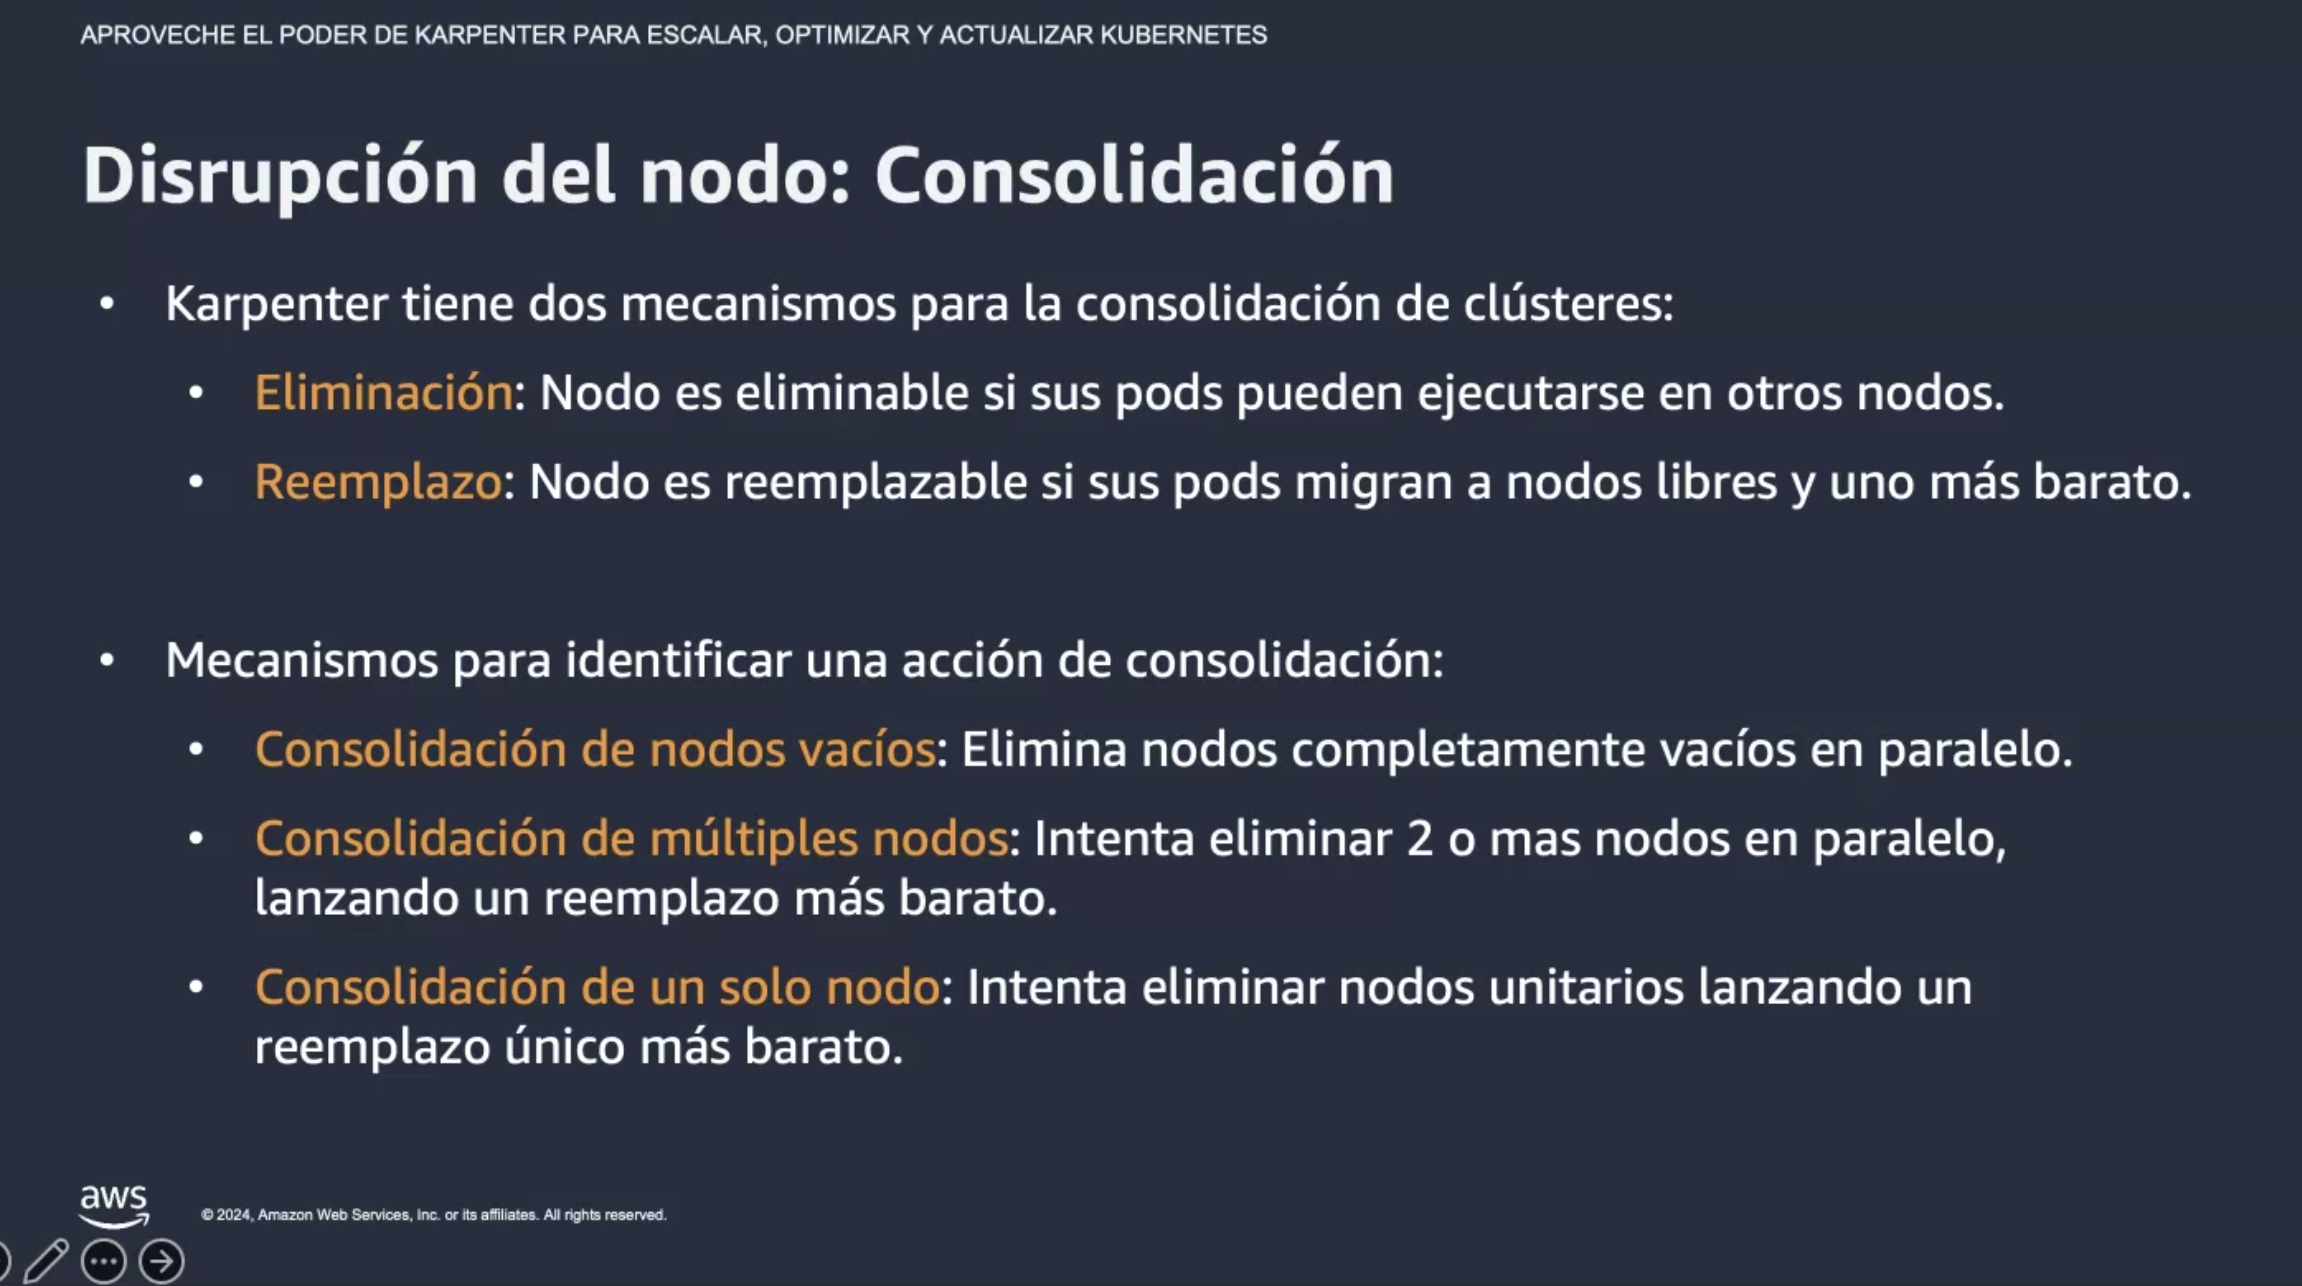 APROVECHE EL PODER DE KARPENTER PARA ESCALAR, OPTIMIZAR Y ACTUALIZAR KUBERNETES
Disrupción del nodo: Consolidación
• Karpenter tiene dos mecanismos para la consolidación de clústeres:
• Eliminación: Nodo es eliminable si sus pods pueden ejecutarse en otros nodos.
• Reemplazo: Nodo es reemplazable si sus pods migran a nodos libres y uno más barato.
• Mecanismos para identificar una acción de consolidación:
• Consolidación de nodos vacíos: Elimina nodos completamente vacíos en paralelo.
• Consolidación de múltiples nodos: Intenta eliminar 2 o mas nodos en paralelo,
lanzando un reemplazo más barato.
• Consolidación de un solo nodo: Intenta eliminar nodos unitarios lanzando un
reemplazo único más barato.
aws
© 2024, Amazon Web Services, Inc. or its affiliates. All rights reserved.